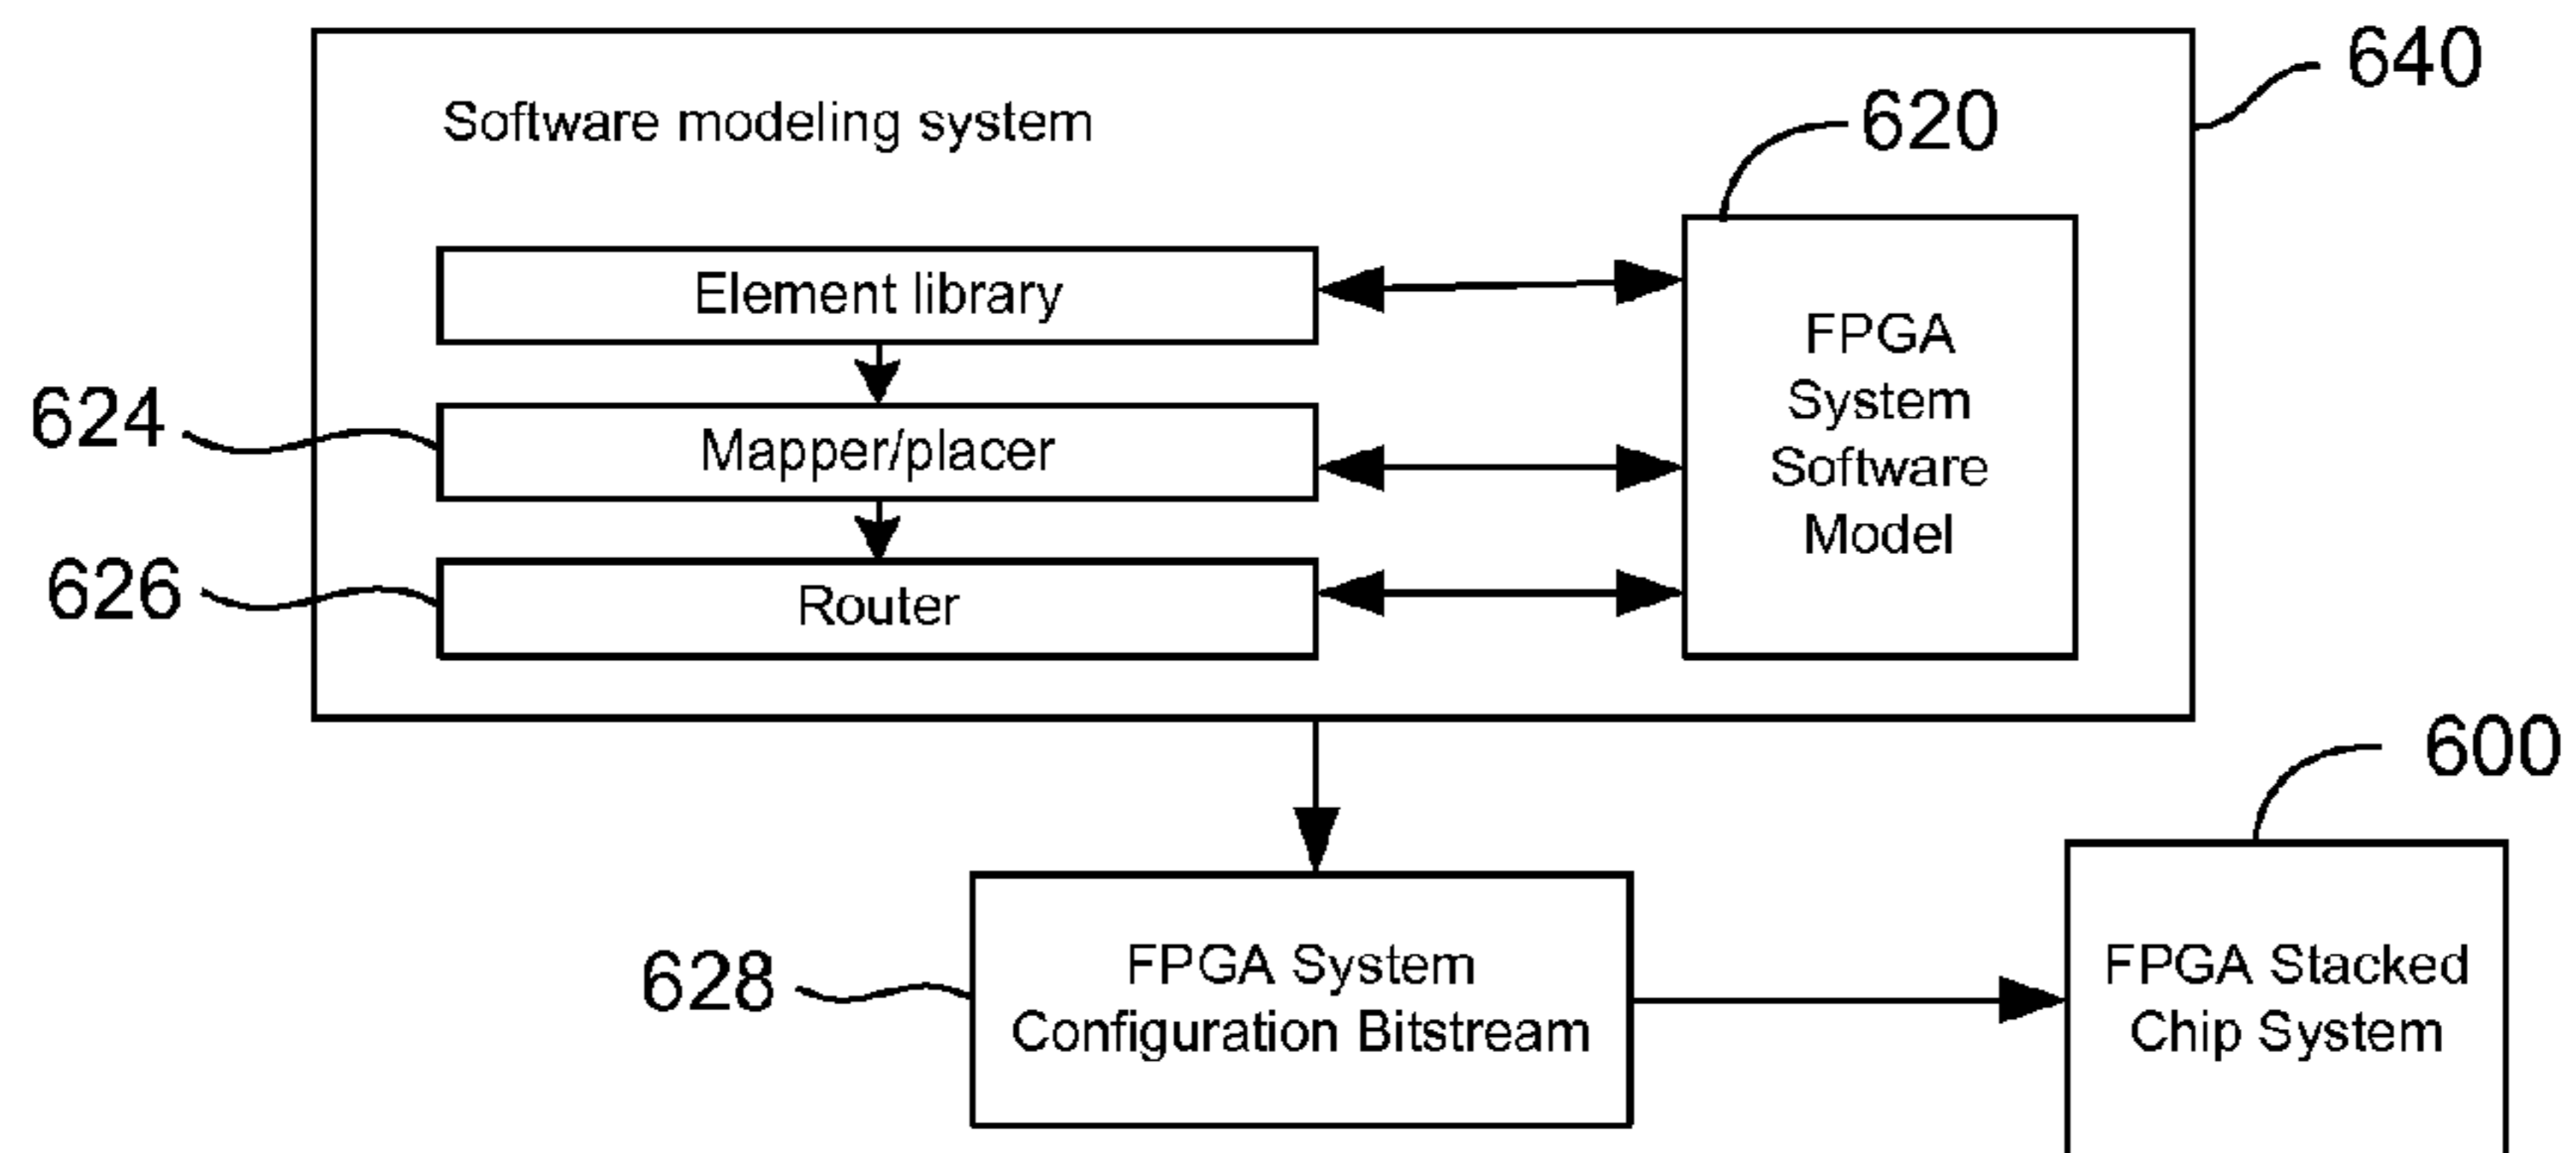 640
Software modeling system
620
Element library
FPGA
System
Software
Model
624
Mapper/placer
626
Router
600
628
FPGA System
Configuration Bitstream
FPGA Stacked
Chip System